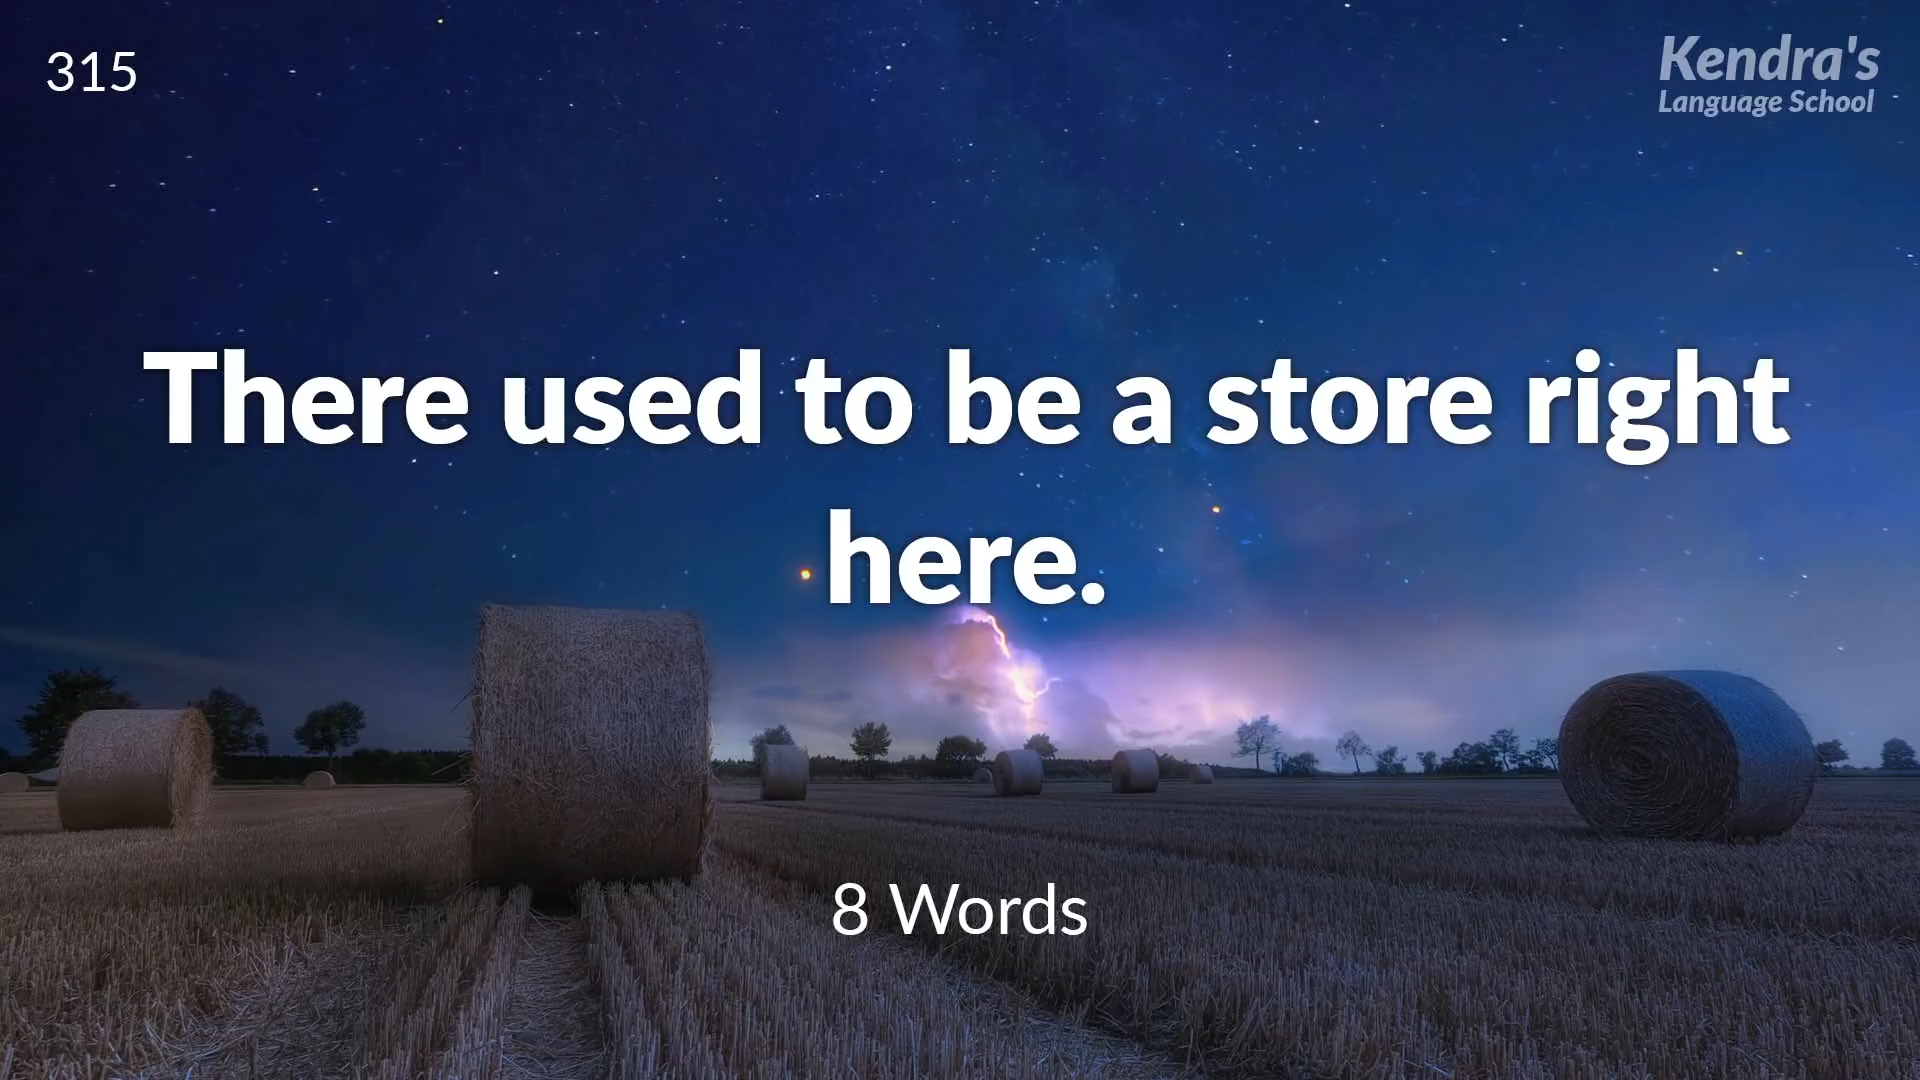 315
Kendra's
Language School
There used to be a store right
here.
8 Words